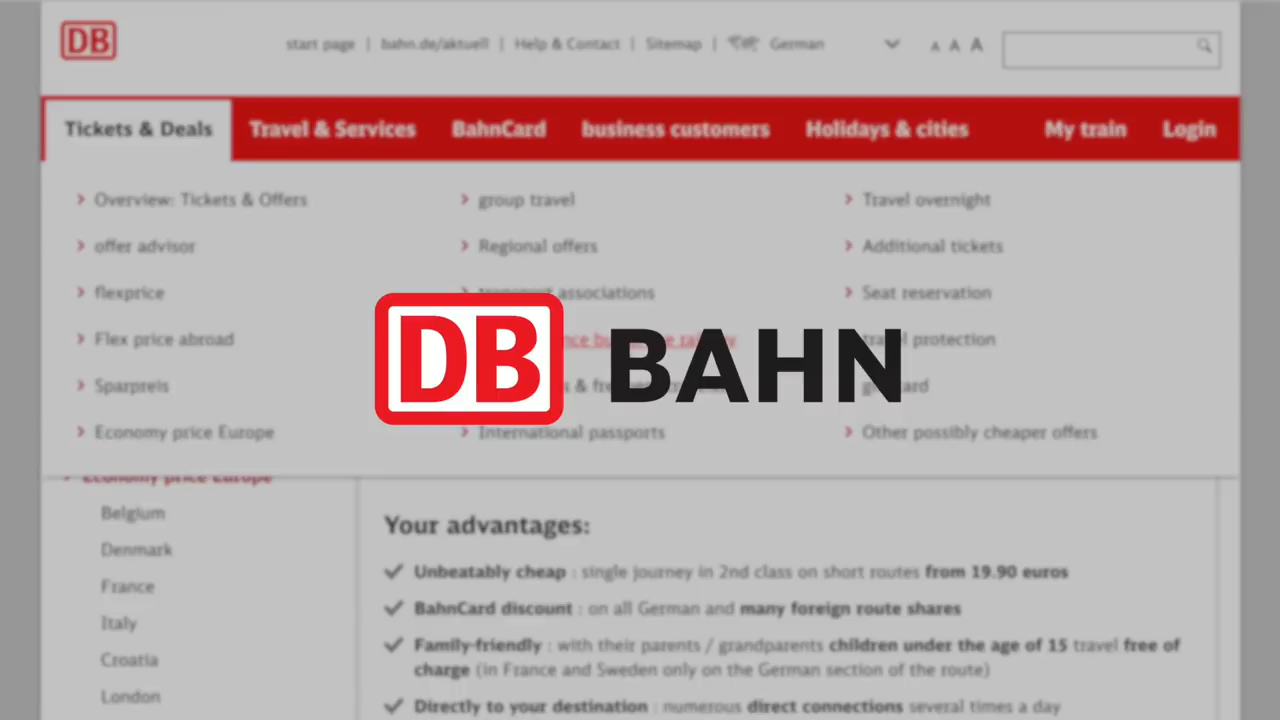 DB
start page | bahn.de/aktuell | Help & Contact | Sitemap | German
A A A
Tickets & Deals Travel & Services BahnCard business customers Holidays & cities My train Login
Overview: Tickets & Offers group travel Travel overnight
offer advisor Regional offers Additional tickets
flexprice associations Seat reservation
Flex price abroad protection
Sparpreis
Economy price Europe International passports Other possibly cheaper offers
DB BAHN
Economy price Europe
Belgium
Denmark
France
Italy
Croatia
London
Your advantages:
Unbeatably cheap : single journey in 2nd class on short routes from 19.90 euros
BahnCard discount : on all German and many foreign route shares
Family-friendly : with their parents / grandparents children under the age of 15 travel free of
charge (in France and Sweden only on the German section of the route)
Directly to your destination : numerous direct connections several times a day